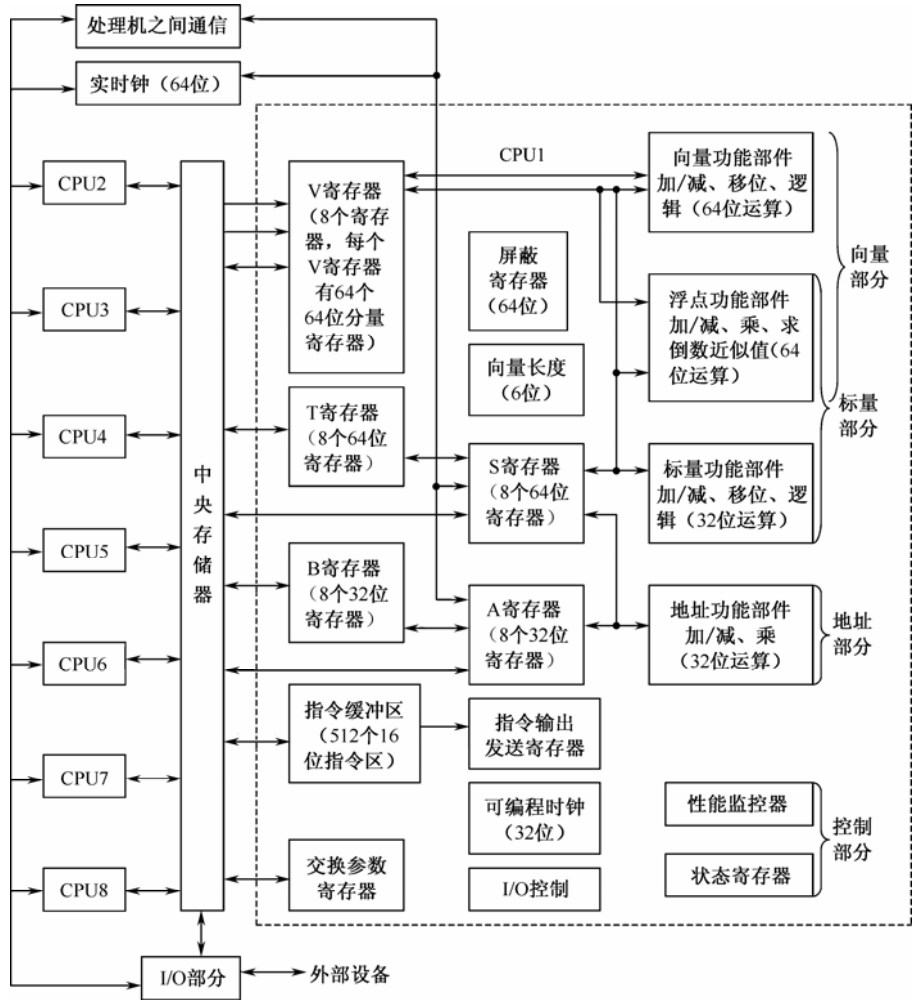 处理机之间通信
实时钟（64位）
CPU2
CPU3
CPU4
CPU5
CPU6
CPU7
CPU8
中央存储器
I/O部分
外部设备
CPU1
V寄存器
（8个寄存
器，每个
V寄存器
有64个
64位分量
寄存器）
T寄存器
（8个64位
寄存器）
B寄存器
（8个32位
寄存器）
指令缓冲区
（512个16
位指令区）
交换参数
寄存器
屏蔽
寄存器
（64位）
向量长度
（6位）
S寄存器
（8个64位
寄存器）
A寄存器
（8个32位
寄存器）
指令输出
发送寄存器
可编程时钟
（32位）
I/O控制
向量功能部件
加/减、移位、逻
辑（64位运算）
浮点功能部件
加/减、乘、求
倒数近似值（64
位运算）
标量功能部件
加/减、移位、逻
辑（32位运算）
地址功能部件
加/减、乘
（32位运算）
性能监控器
状态寄存器
向量
部分
标量
部分
地址
部分
控制
部分